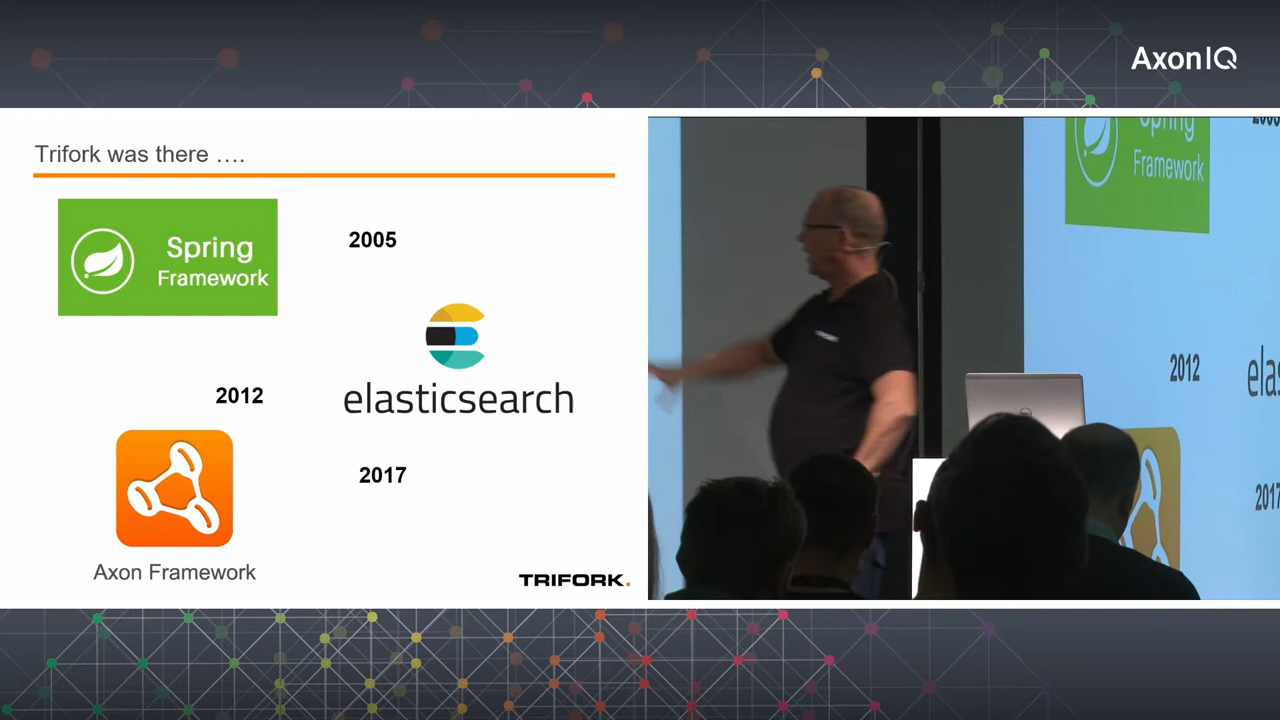 AxonIQ
Trifork was there ....
Spring
Framework
2005
elasticsearch
2012
2017
Axon Framework
TRIFORK.
Spring
Framework
2012
2017